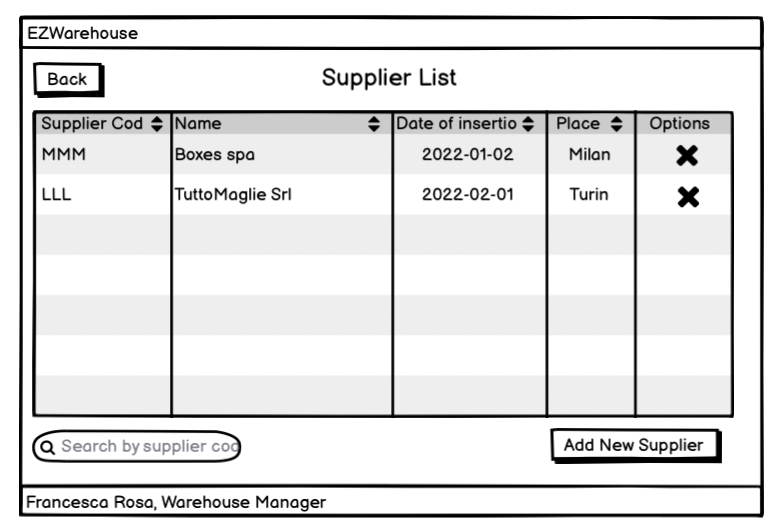 EZWarehouse
Back
Supplier List
Supplier Cod Name Date of insertio Place Options
MMM Boxes spa 2022-01-02 Milan
LLL TuttoMaglie Srl 2022-02-01 Turin
Search by supplier cod
Add New Supplier
Francesca Rosa, Warehouse Manager